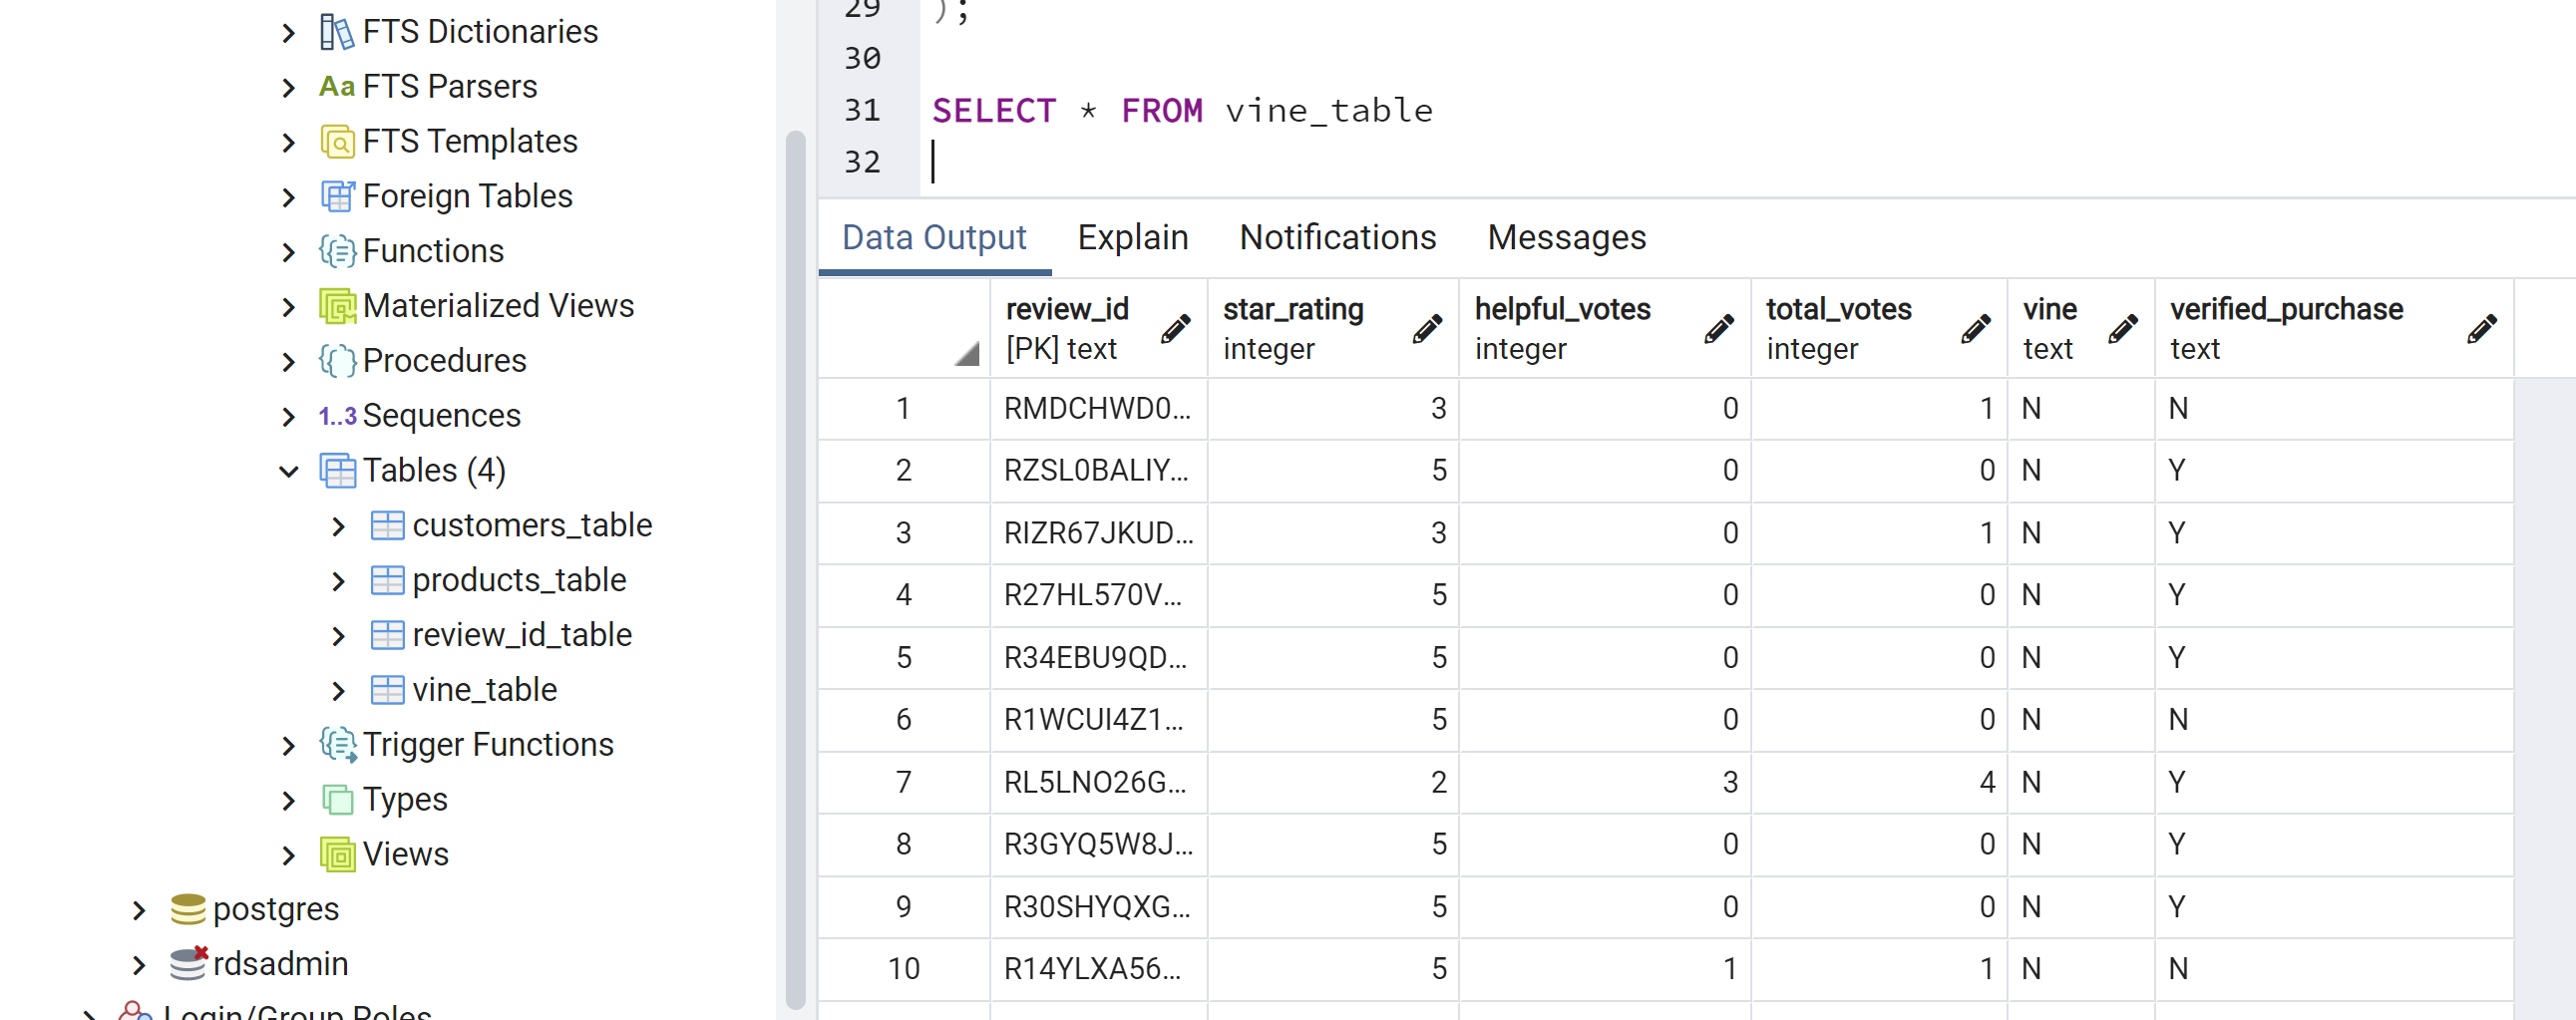 FTS Dictionaries
Aa FTS Parsers
FTS Templates
Foreign Tables
Functions
Materialized Views
Procedures
1..3 Sequences
Tables (4)
customers_table
products_table
review_id_table
vine_table
Trigger Functions
Types
Views
postgres
rdsadmin
Login/Group Roles
29 );
30
31 SELECT * FROM vine_table
32
Data Output Explain Notifications Messages
review_id star_rating helpful_votes total_votes vine verified_purchase
[PK] text integer integer integer text text
1 RMDCHWD0... 3 0 1 N N
2 RZSL0BALIY... 5 0 0 N Y
3 RIZR67JKUD... 3 0 1 N Y
4 R27HL570V... 5 0 0 N Y
5 R34EBU9QD... 5 0 0 N Y
6 R1WCUI4Z1... 5 0 0 N N
7 RL5LNO26G... 2 3 4 N Y
8 R3GYQ5W8J... 5 0 0 N Y
9 R30SHYQXG... 5 0 0 N Y
10 R14YLXA56... 5 1 1 N N